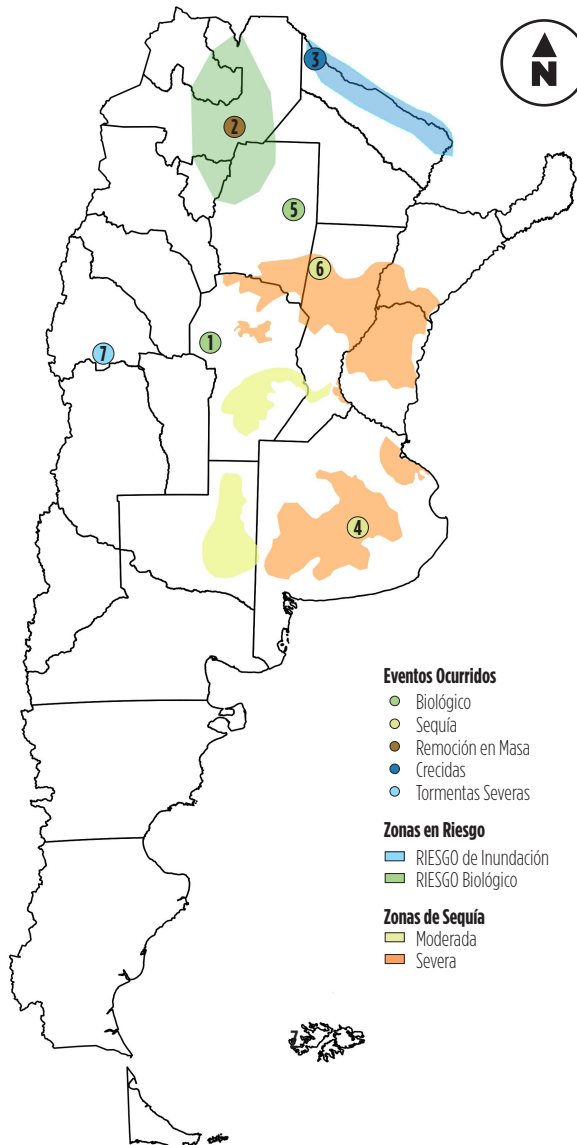 3
N
2
5
6
1
7
4
Eventos Ocurridos
Biológico
Sequía
Remoción en Masa
Crecidas
Tormentas Severas
Zonas en Riesgo
RIESGO de Inundación
RIESGO Biológico
Zonas de Sequía
Moderada
Severa